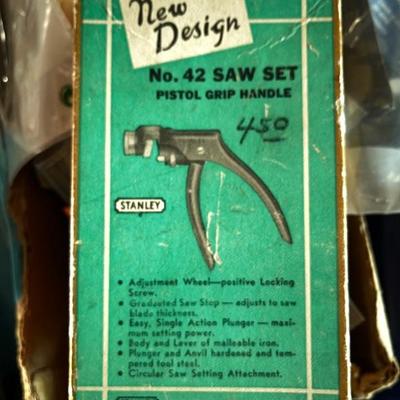 New
Design
No. 42 SAW SET
PISTOL GRIP HANDLE
4 50
STANLEY
• Adjustment Wheel—positive Locking
Screw.
• Graduated Saw Stop — adjusts to saw
blade thickness.
• Easy, Single Action Plunger — maxi-
mum setting power.
• Body and Lever of malleable iron.
• Plunger and Anvil hardened and tem-
pered tool steel.
• Circular Saw Setting Attachment.